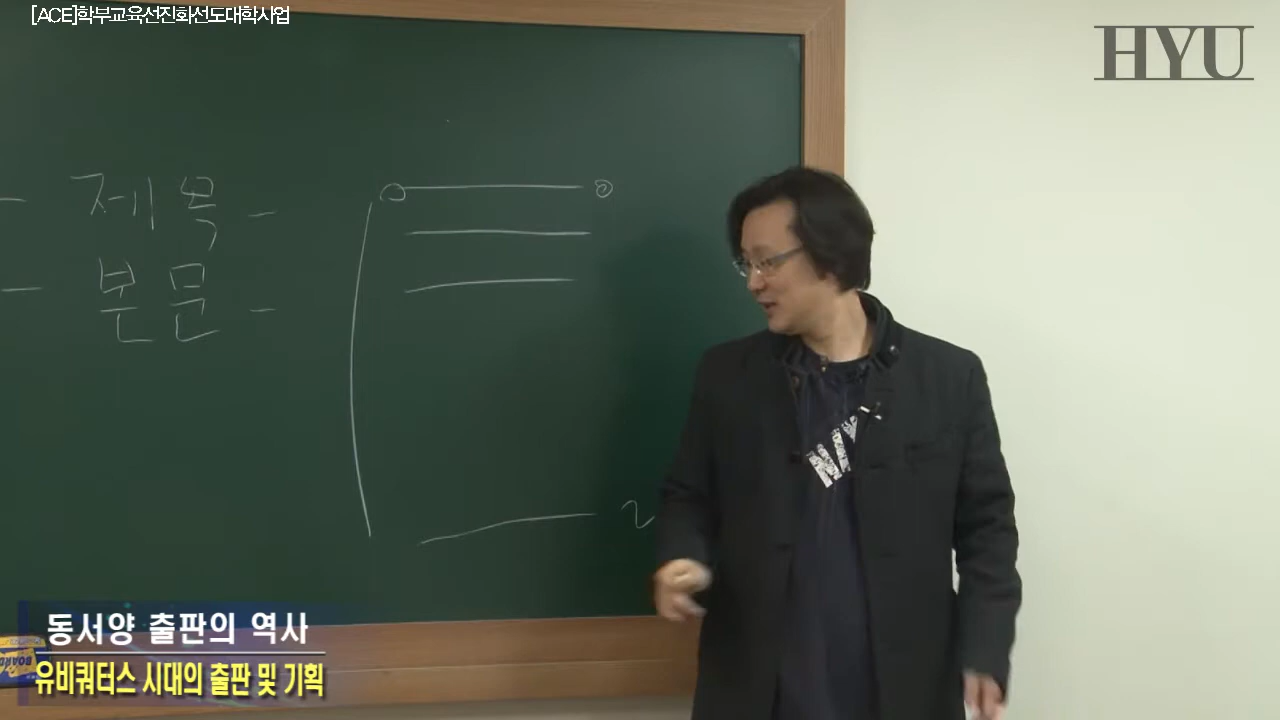 [ACE]학부교육선진화선도대학사업
HYU
- 제목 -
- 본문 -
동서양 출판의 역사
유비쿼터스 시대의 출판 및 기획